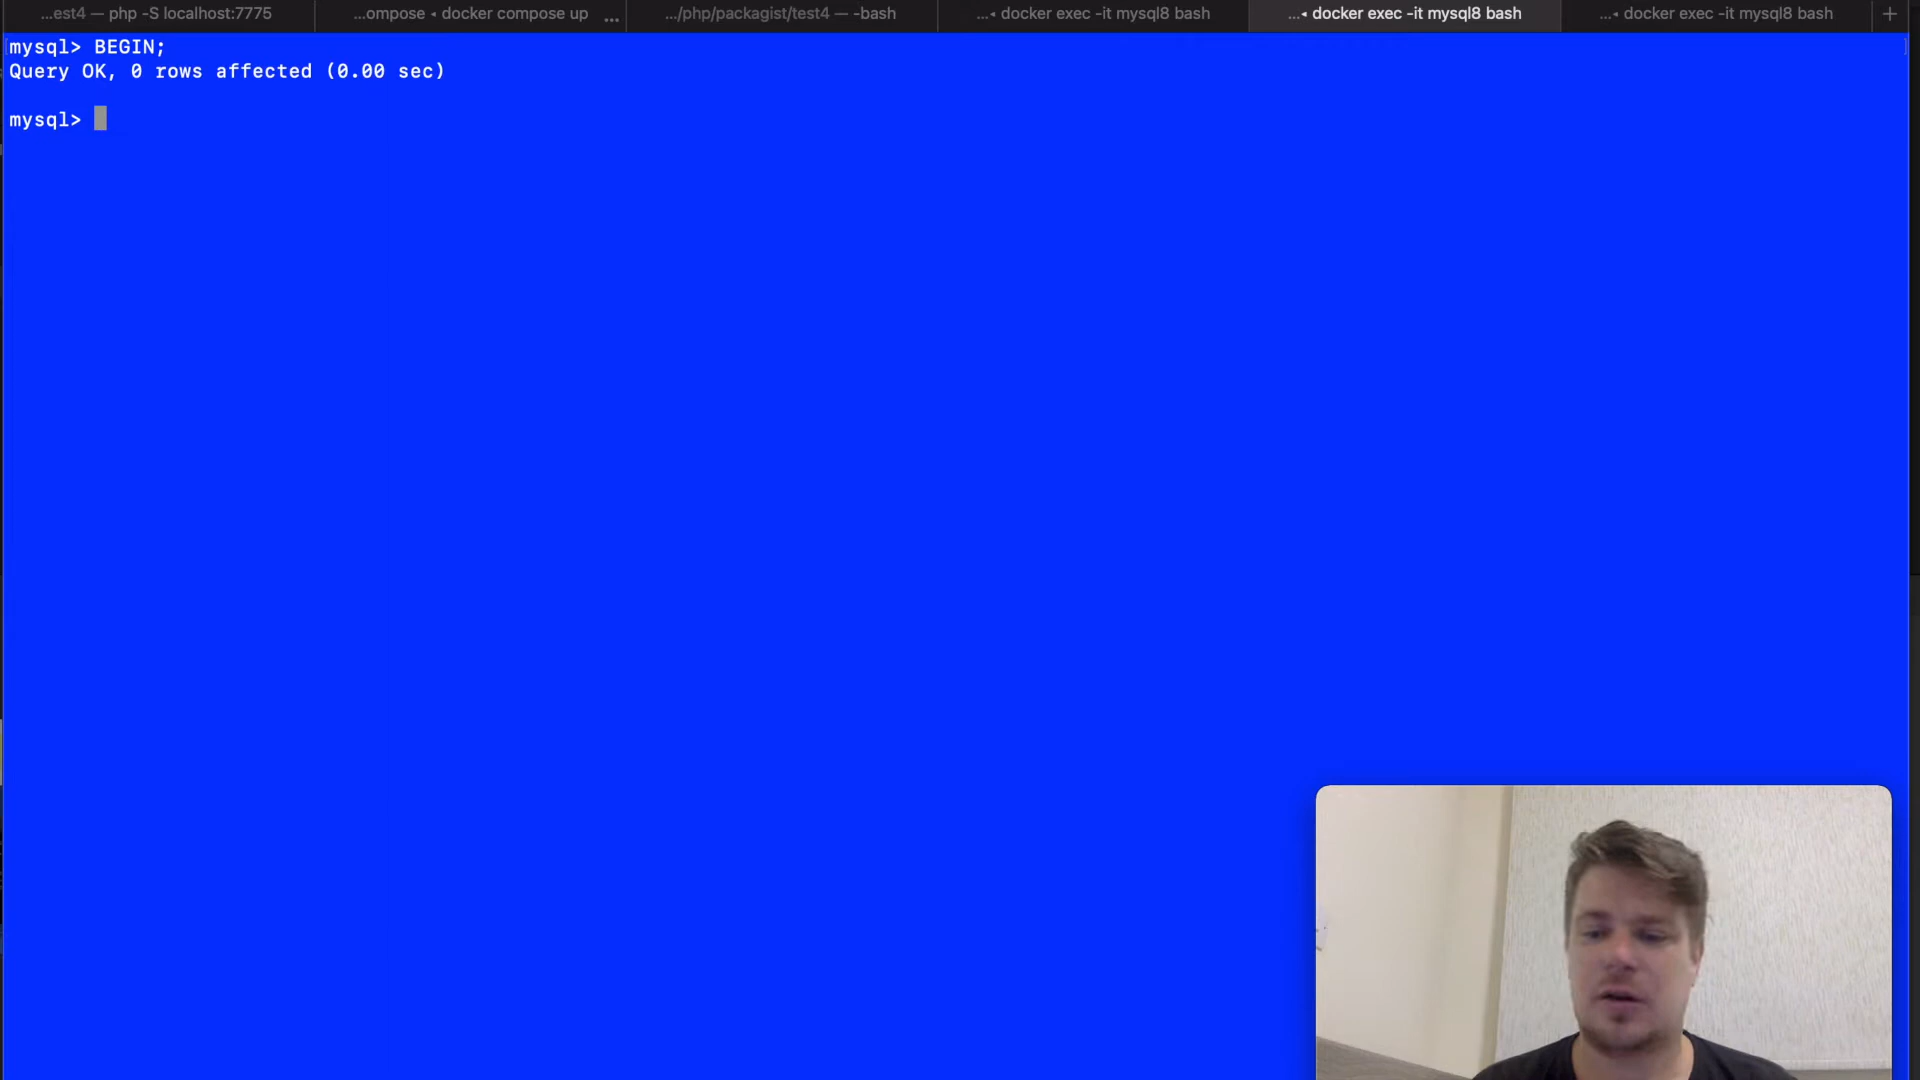 ...est4 — php -S localhost:7775
...ompose ◂ docker compose up ...
.../php/packagist/test4 — -bash
...◂ docker exec -it mysql8 bash
...◂ docker exec -it mysql8 bash
...◂ docker exec -it mysql8 bash
+
mysql> BEGIN;
Query OK, 0 rows affected (0.00 sec)
mysql>